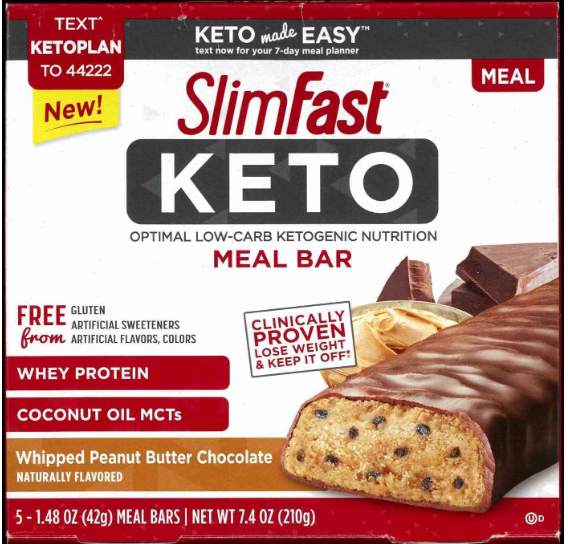 TEXT^
KETOPLAN
TO 44222
New!
KETO made EASY™
text now for your 7-day meal planner
MEAL
SlimFast®
KETO
OPTIMAL LOW-CARB KETOGENIC NUTRITION
MEAL BAR
FREE from
GLUTEN
ARTIFICIAL SWEETENERS
ARTIFICIAL FLAVORS, COLORS
CLINICALLY
PROVEN
LOSE WEIGHT
& KEEP IT OFF*
WHEY PROTEIN
COCONUT OIL MCTs
Whipped Peanut Butter Chocolate
NATURALLY FLAVORED
5 - 1.48 OZ (42g) MEAL BARS | NET WT 7.4 OZ (210g)
Ⓤ D